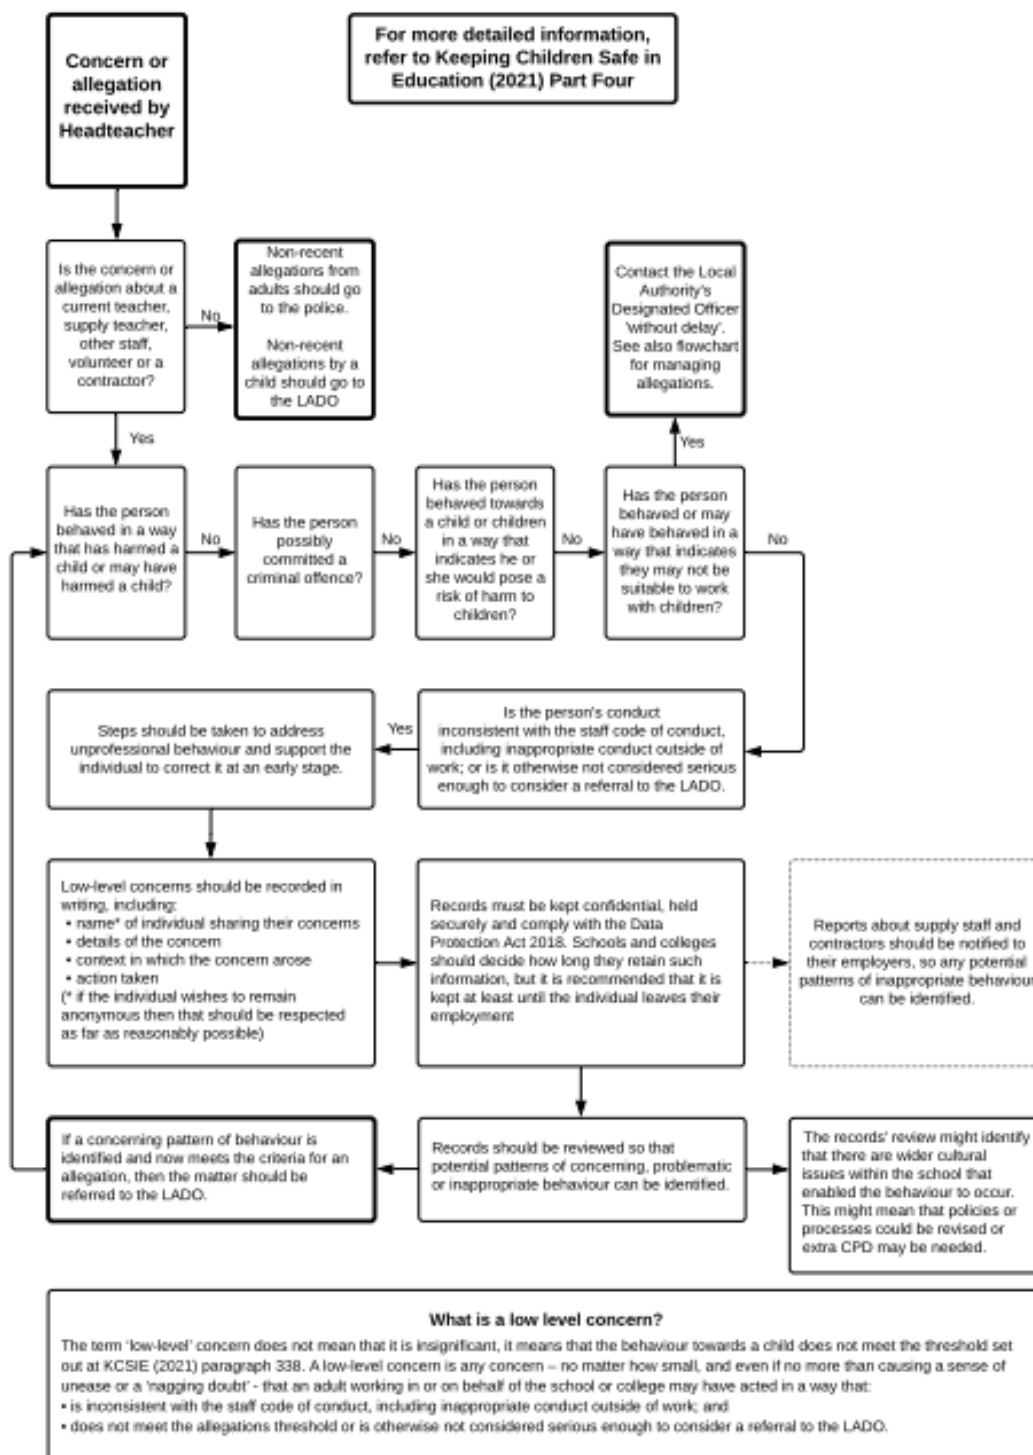 Concern or
allegation
received by
Headteacher
For more detailed information,
refer to Keeping Children Safe in
Education (2021) Part Four
Is the concern or
allegation about a
current teacher,
supply teacher,
other staff,
volunteer or a
contractor?
No
Non-recent
allegations from
adults should go
to the police.
Non-recent
allegations by a
child should go to
the LADO
Contact the Local
Authority's
Designated Officer
'without delay'.
See also flowchart
for managing
allegations.
Yes
Yes
Has the person
behaved in a way
that has harmed a
child or may have
harmed a child?
No
Has the person
possibly
committed a
criminal offence?
No
Has the person
behaved towards
a child or children
in a way that
indicates he or
she would pose a
risk of harm to
children?
No
Has the person
behaved or may
have behaved in a
way that indicates
they may not be
suitable to work
with children?
No
Steps should be taken to address
unprofessional behaviour and support the
individual to correct it at an early stage.
Yes
Is the person's conduct
inconsistent with the staff code of conduct,
including inappropriate conduct outside of
work; or is it otherwise not considered serious
enough to consider a referral to the LADO.
Low-level concerns should be recorded in
writing, including:
• name* of individual sharing their concerns
• details of the concern
• context in which the concern arose
• action taken
(* if the individual wishes to remain
anonymous then that should be respected
as far as reasonably possible)
Records must be kept confidential, held
securely and comply with the Data
Protection Act 2018. Schools and colleges
should decide how long they retain such
information, but it is recommended that it is
kept at least until the individual leaves their
employment
Reports about supply staff and
contractors should be notified to
their employers, so any potential
patterns of inappropriate behaviour
can be identified.
If a concerning pattern of behaviour is
identified and now meets the criteria for an
allegation, then the matter should be
referred to the LADO.
Records should be reviewed so that
potential patterns of concerning, problematic
or inappropriate behaviour can be identified.
The records' review might identify
that there are wider cultural
issues within the school that
enabled the behaviour to occur.
This might mean that policies or
processes could be revised or
extra CPD may be needed.
What is a low level concern?
The term 'low-level' concern does not mean that it is insignificant, it means that the behaviour towards a child does not meet the threshold set
out at KCSIE (2021) paragraph 338. A low-level concern is any concern – no matter how small, and even if no more than causing a sense of
unease or a 'nagging doubt' - that an adult working in or on behalf of the school or college may have acted in a way that:
• is inconsistent with the staff code of conduct, including inappropriate conduct outside of work; and
• does not meet the allegations threshold or is otherwise not considered serious enough to consider a referral to the LADO.